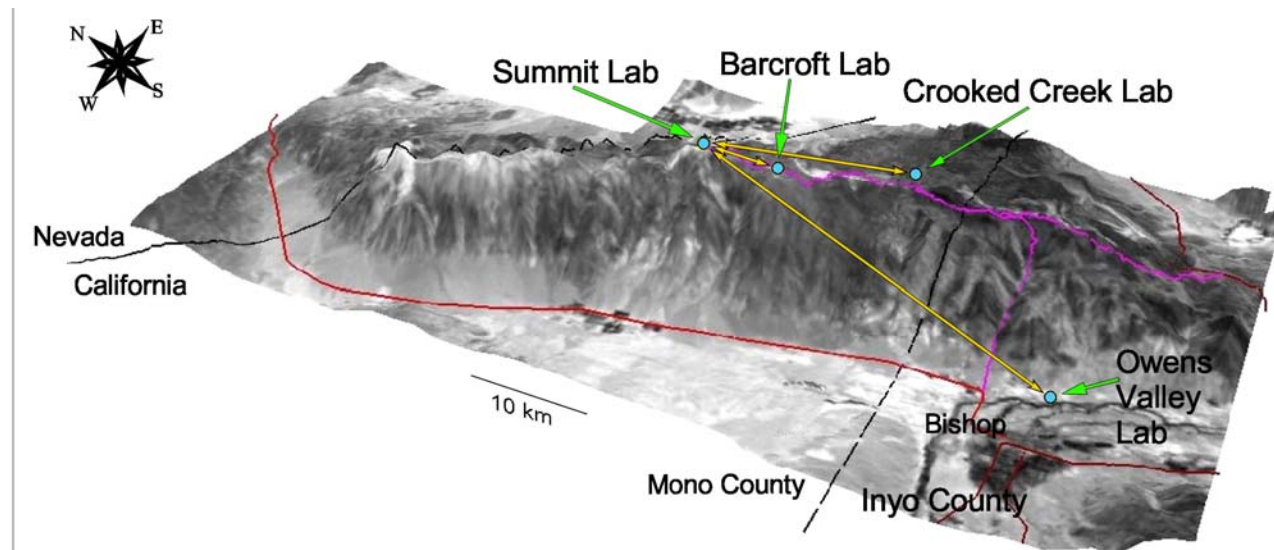 N
E
W
S
Summit Lab
Barcroft Lab
Crooked Creek Lab
Nevada
California
10 km
Owens
Valley
Lab
Bishop
Mono County
Inyo County